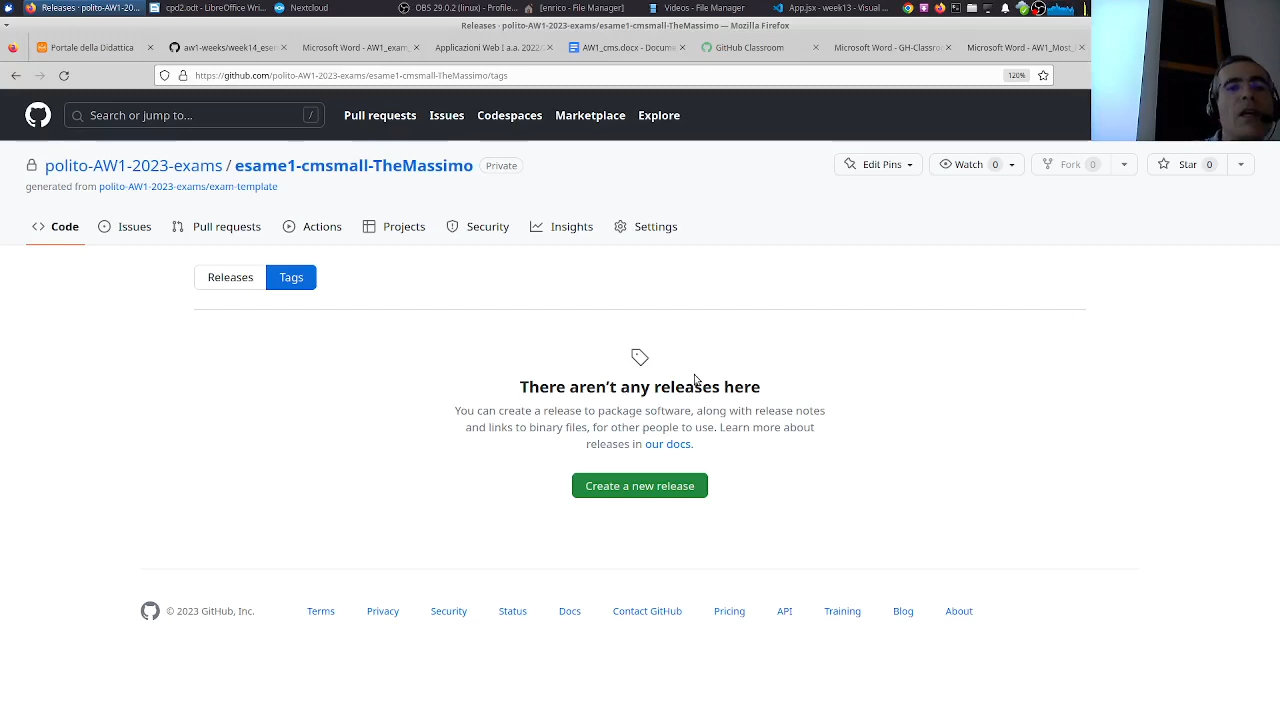 Releases - polito-AW1-20...
cpd2.odt - LibreOffice Wri...
Nextcloud
OBS 29.0.2 (linux) - Profile...
[enrico - File Manager]
Videos - File Manager
App.jsx - week13 - Visual ...
Releases · polito-AW1-2023-exams/esame1-cmsmall-TheMassimo — Mozilla Firefox
Portale della Didattica
aw1-weeks/week14_esem
Microsoft Word - AW1_exam_
Applicazioni Web I a.a. 2022/
AW1_cms.docx - Docume
GitHub Classroom
Microsoft Word - GH-Classro
Microsoft Word - AW1_Most_
https://github.com/polito-AW1-2023-exams/esame1-cmsmall-TheMassimo/tags
120%
Search or jump to...
/
Pull requests
Issues
Codespaces
Marketplace
Explore
polito-AW1-2023-exams / esame1-cmsmall-TheMassimo
Private
Edit Pins
Watch 0
Fork 0
Star 0
generated from polito-AW1-2023-exams/exam-template
Code
Issues
Pull requests
Actions
Projects
Security
Insights
Settings
Releases
Tags
There aren’t any releases here
You can create a release to package software, along with release notes
and links to binary files, for other people to use. Learn more about
releases in our docs.
Create a new release
© 2023 GitHub, Inc.
Terms
Privacy
Security
Status
Docs
Contact GitHub
Pricing
API
Training
Blog
About